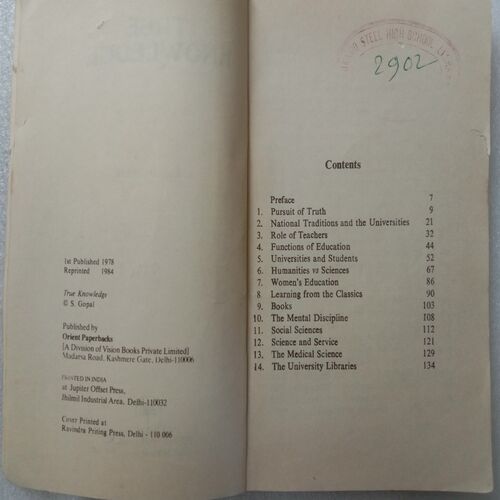 1st Published 1978
Reprinted 1984
True Knowledge
© S. Gopal
Published by
Orient Paperbacks
[A Division of Vision Books Private Limited]
Madarsa Road, Kashmere Gate, Delhi-110006
PRINTED IN INDIA
at Jupiter Offset Press,
Jhilmil Industrial Area, Delhi-110032
Cover Printed at
Ravindra Priting Press, Delhi - 110 006
STEEL HIGH SCHOOL
2902
Contents
Preface 7
1. Pursuit of Truth 9
2. National Traditions and the Universities 21
3. Role of Teachers 32
4. Functions of Education 44
5. Universities and Students 52
6. Humanities vs Sciences 67
7. Women's Education 86
8 Learning from the Classics 90
9. Books 103
10. The Mental Discipline 108
11. Social Sciences 112
12. Science and Service 121
13. The Medical Science 129
14. The University Libraries 134